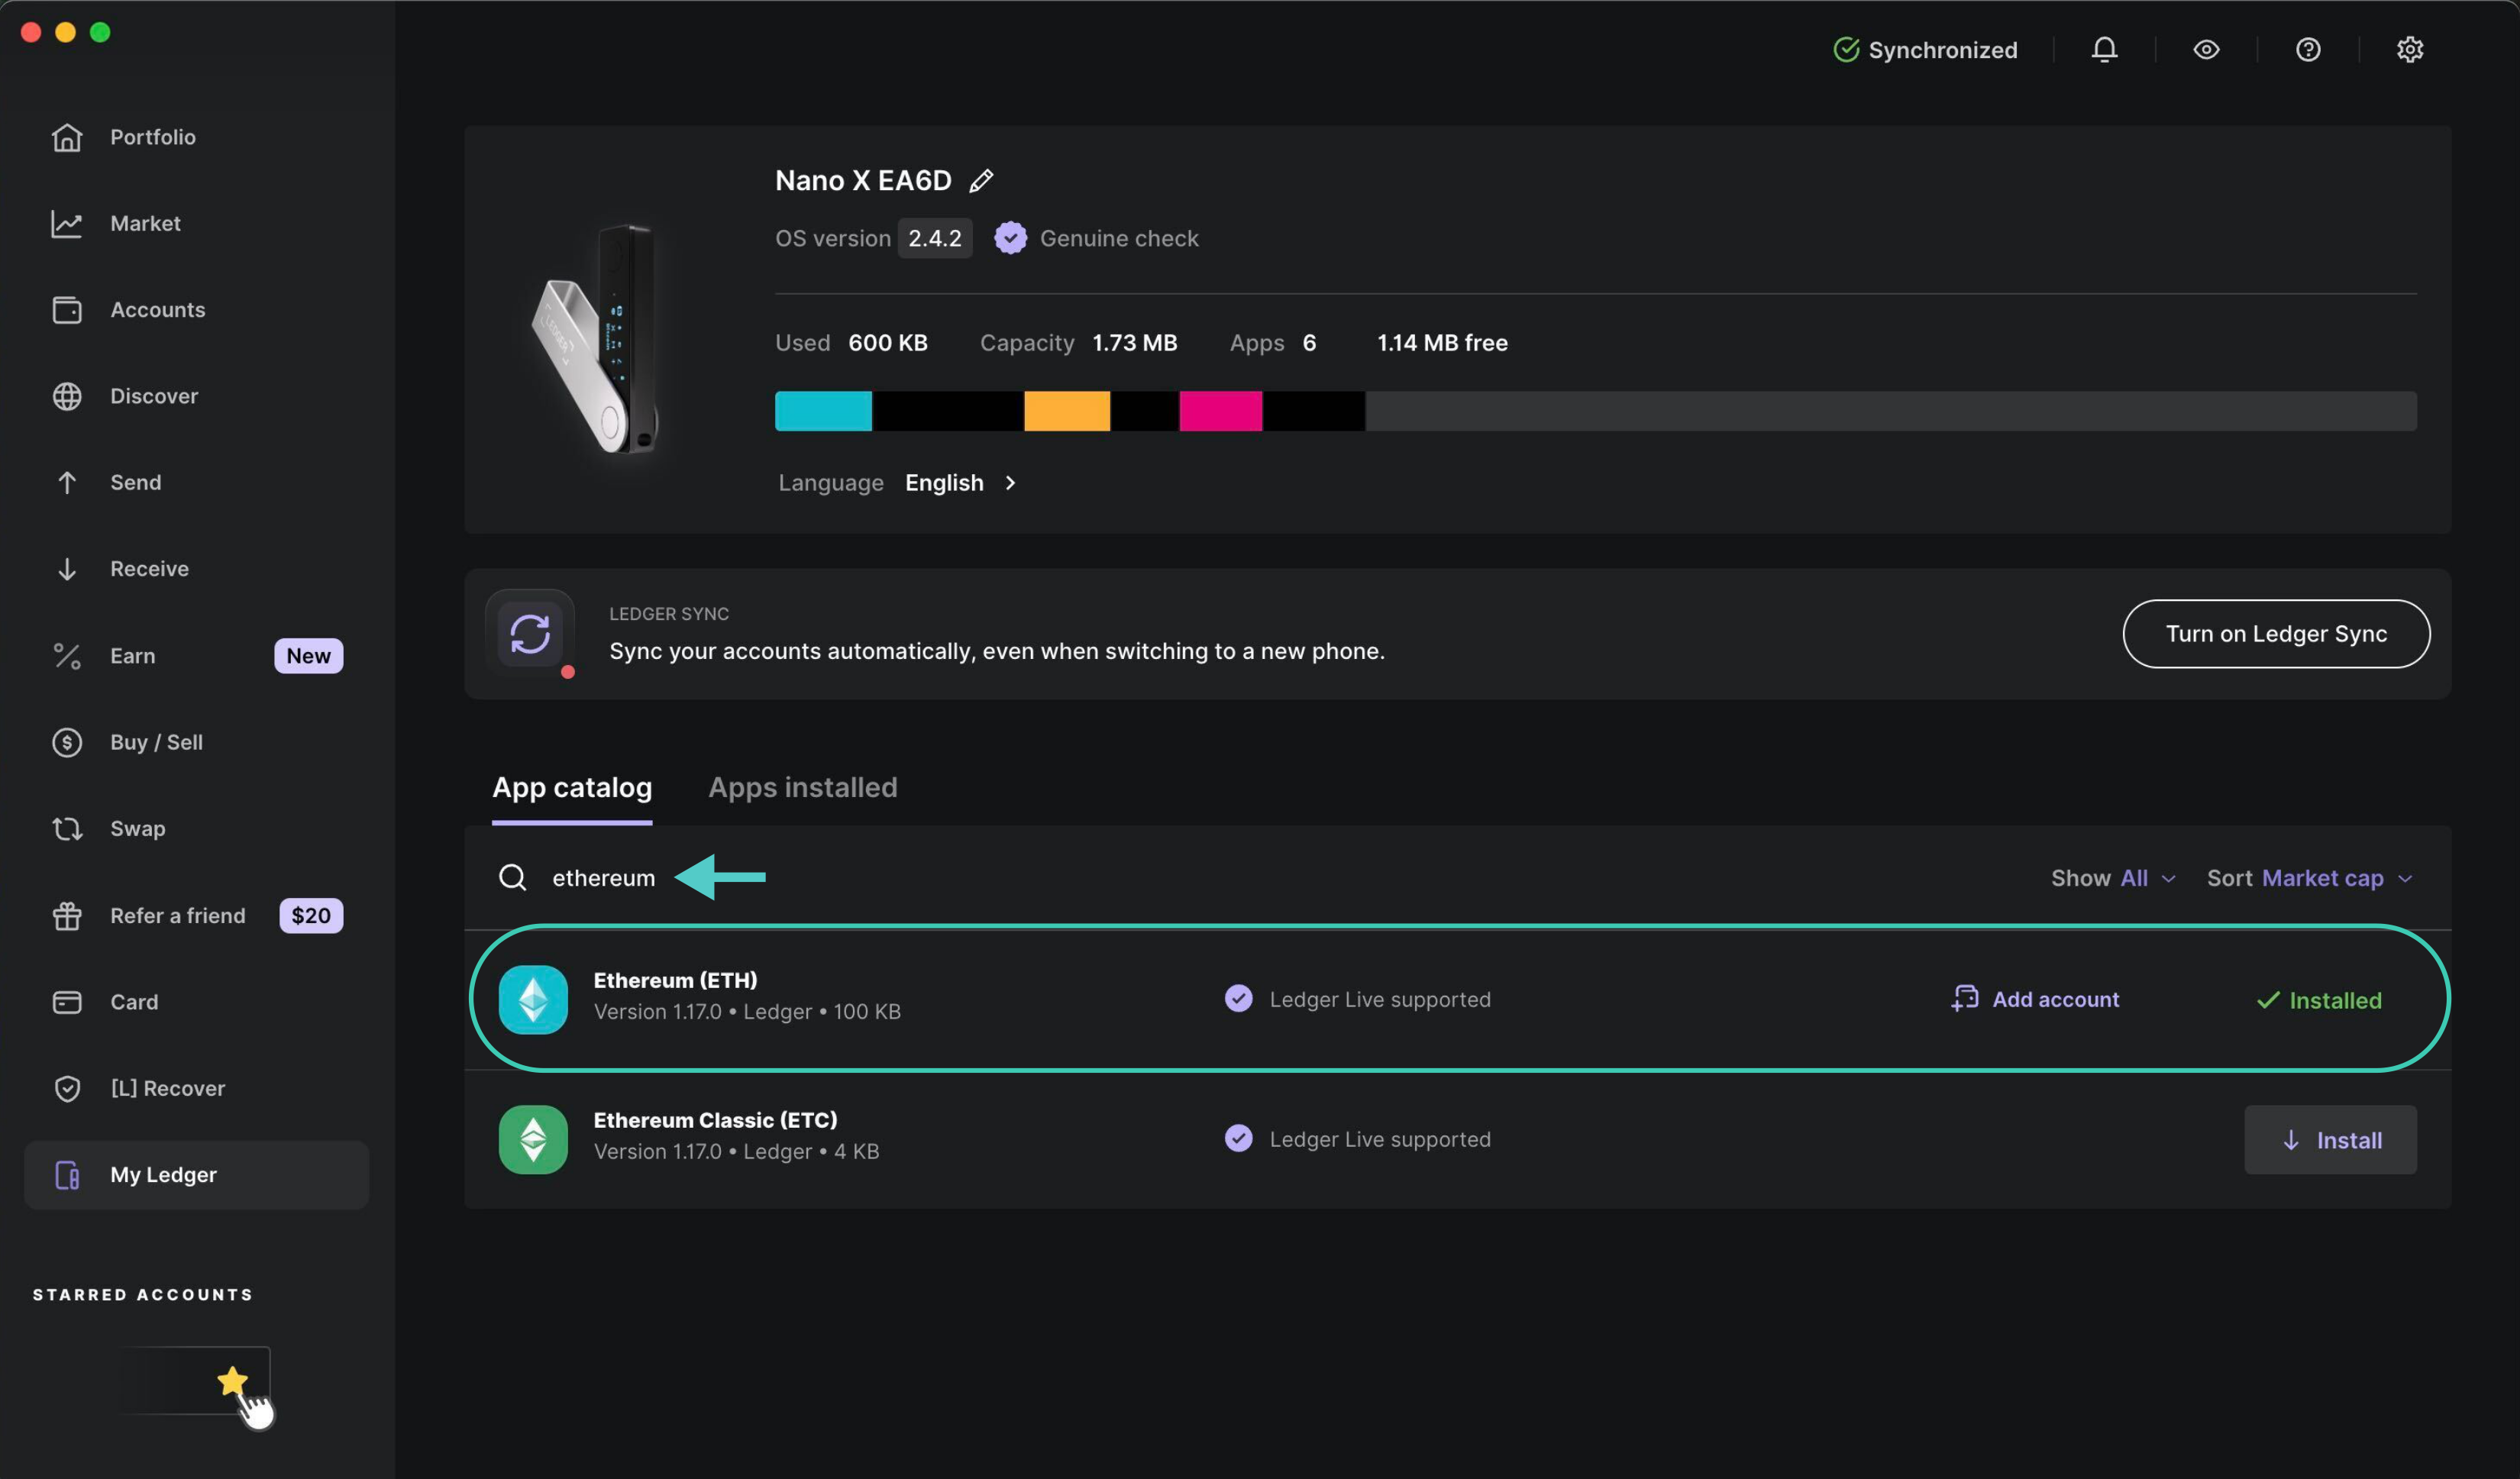 Synchronized
Portfolio
Market
Accounts
Discover
Send
Receive
Earn New
Buy / Sell
Swap
Refer a friend $20
Card
[L] Recover
My Ledger
STARRED ACCOUNTS
Nano X EA6D
OS version 2.4.2 Genuine check
Used 600 KB Capacity 1.73 MB Apps 6 1.14 MB free
Language English
LEDGER
LEDGER SYNC
Sync your accounts automatically, even when switching to a new phone.
Turn on Ledger Sync
App catalog Apps installed
ethereum Show All Sort Market cap
Ethereum (ETH)
Version 1.17.0 • Ledger • 100 KB
Ledger Live supported
Add account
Installed
Ethereum Classic (ETC)
Version 1.17.0 • Ledger • 4 KB
Ledger Live supported
Install